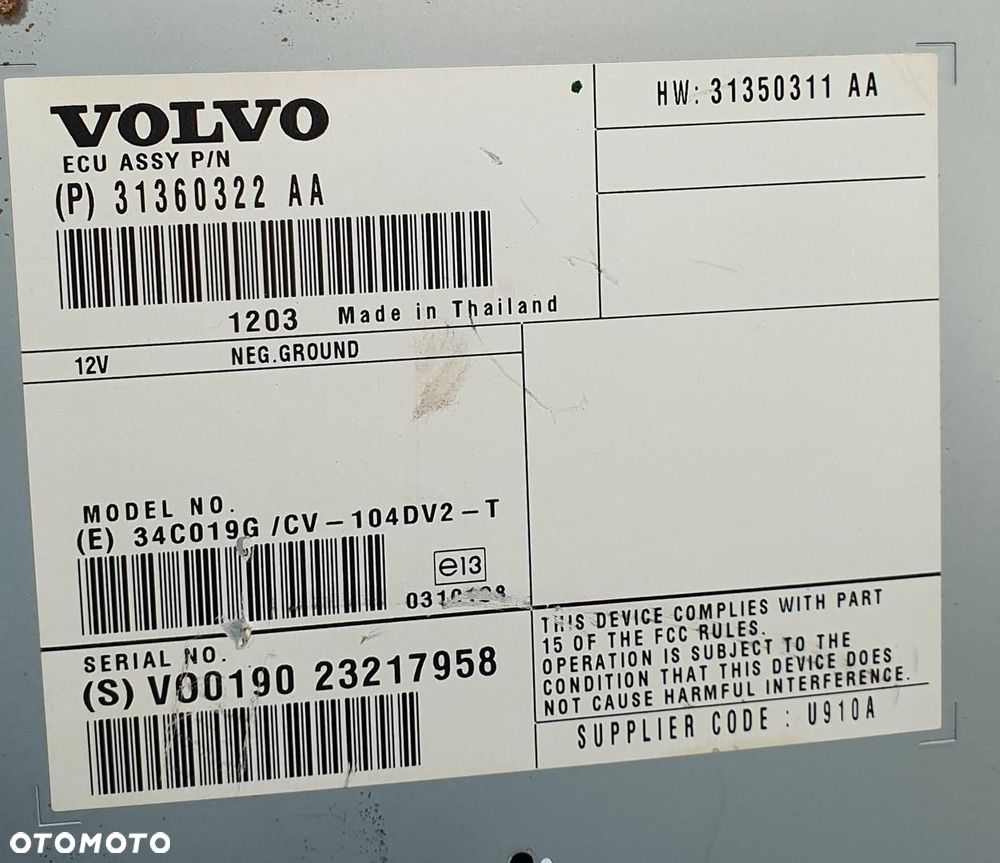 VOLVO
ECU ASSY P/N
(P) 31360322 AA
HW: 31350311 AA
1203 Made in Thailand
12V NEG.GROUND
MODEL NO.
(E) 34C019G /CV-104DV2-T
e13
SERIAL NO.
(S) VO0190 23217958
THIS DEVICE COMPLIES WITH PART
15 OF THE FCC RULES.
OPERATION IS SUBJECT TO THE
CONDITION THAT THIS DEVICE DOES
NOT CAUSE HARMFUL INTERFERENCE.
SUPPLIER CODE : U910A
OTOMOTO